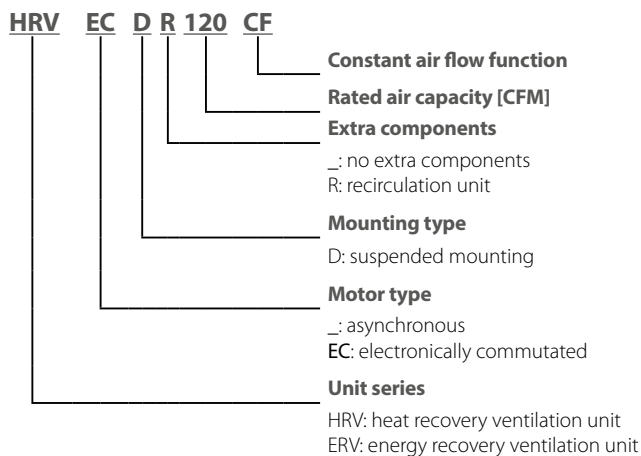 HRV EC D R 120 CF
Constant air flow function
Rated air capacity [CFM]
Extra components
_: no extra components
R: recirculation unit
Mounting type
D: suspended mounting
Motor type
_: asynchronous
EC: electronically commutated
Unit series
HRV: heat recovery ventilation unit
ERV: energy recovery ventilation unit